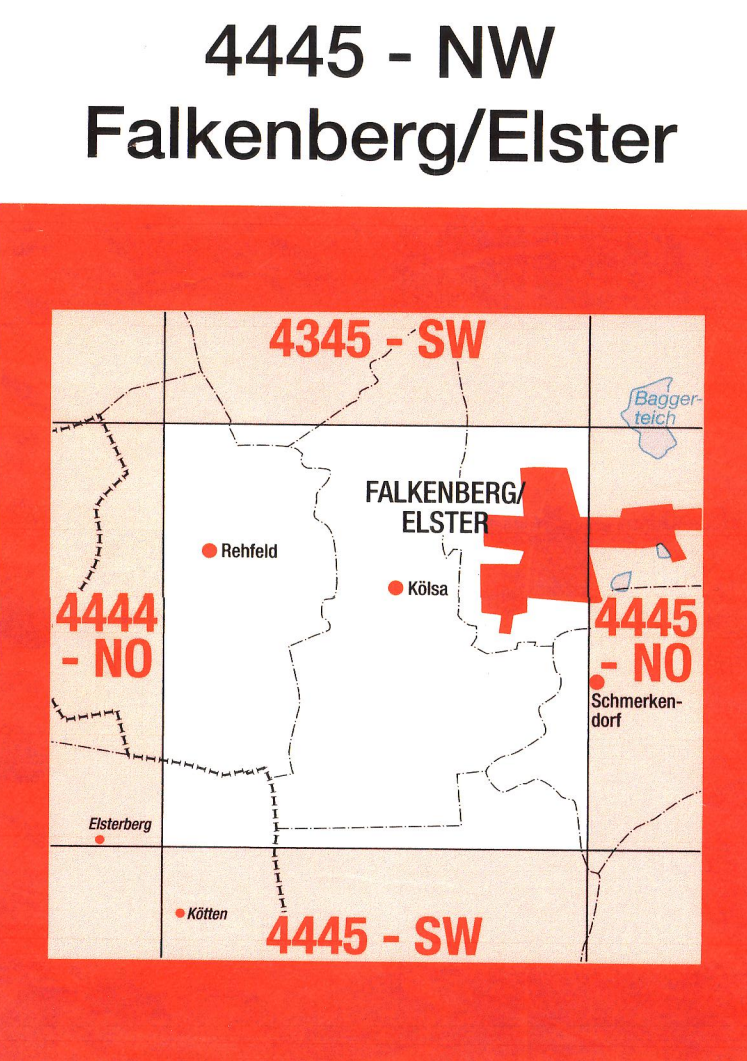 4445 - NW
Falkenberg/Elster
4345 - SW
Bagger-
teich
FALKENBERG/
ELSTER
Rehfeld
Kölsa
4444
- NO
4445
- NO
Schmerken-
dorf
Elsterberg
Kötten
4445 - SW